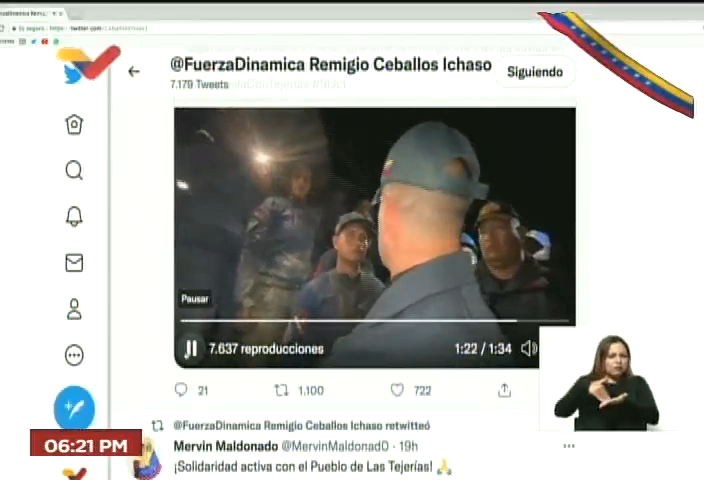 @FuerzaDinamica Remigio Ceballos Ichaso
7.179 Tweets
Siguiendo
Pausar
7.637 reproducciones
1:22 / 1:34
21
1.100
722
@FuerzaDinamica Remigio Ceballos Ichaso retwitteó
Mervin Maldonado @MervinMaldonad0 · 19h
¡Solidaridad activa con el Pueblo de Las Tejerías! 🙏
06:21 PM